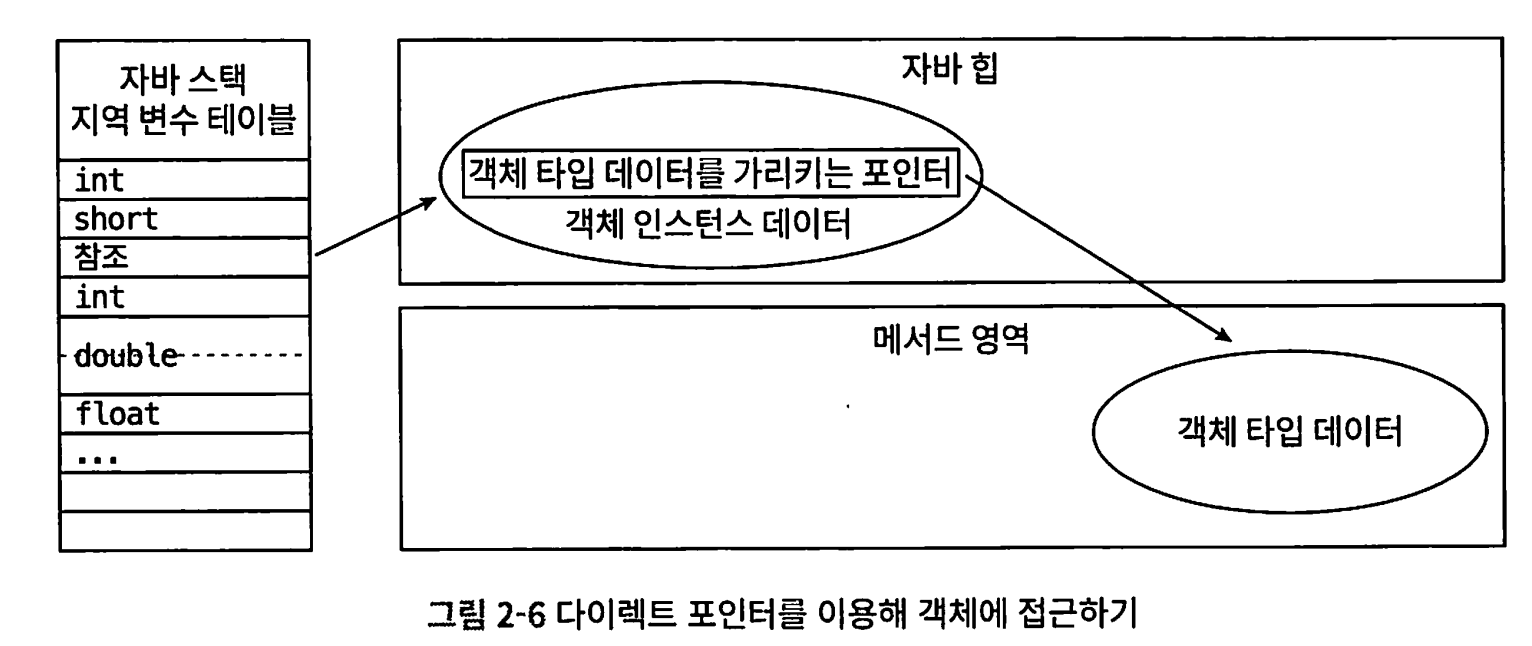 자바 스택
지역 변수 테이블
int
short
참조
int
double
float
...
자바 힙
객체 타입 데이터를 가리키는 포인터
객체 인스턴스 데이터
메서드 영역
객체 타입 데이터
그림 2-6 다이렉트 포인터를 이용해 객체에 접근하기